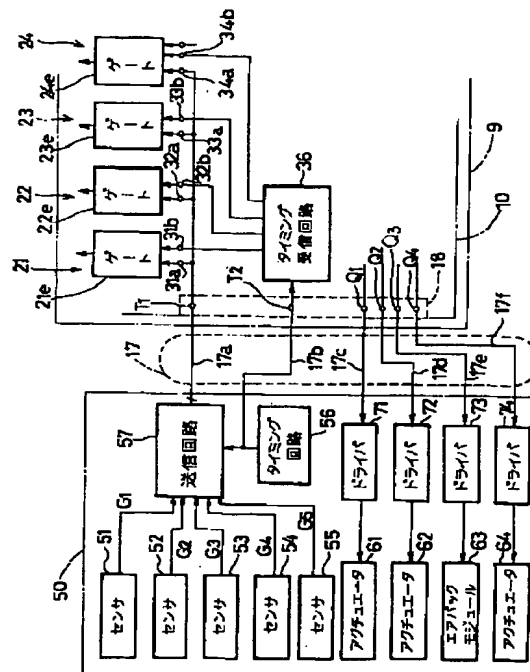 50
51
センサ
G1
52
センサ
G2
53
センサ
G3
54
センサ
G4
55
センサ
G5
57
送信回路
タイミング
回路
56
17
17a
17b
17c
17d
17e
17f
T1
T2
Q1
Q2
Q3
Q4
18
10
9
21
22
23
24
ゲート
ゲート
ゲート
ゲート
21e
22e
23e
24e
31a
31b
32a
32b
33a
33b
34a
34b
36
タイミング
受信回路
61
アクチュエータ
71
ドライバ
62
アクチュエータ
72
ドライバ
63
エアバック
モジュール
73
ドライバ
64
アクチュエータ
74
ドライバ